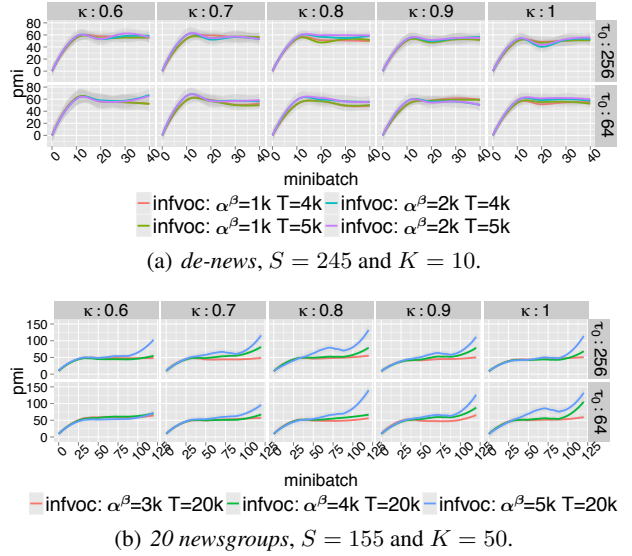 κ : 0.6 κ : 0.7 κ : 0.8 κ : 0.9 κ : 1
80
60
40
20
0
τ₀ : 256
pmi
80
60
40
20
0
τ₀ : 64
0 10 20 30 40 0 10 20 30 40 0 10 20 30 40 0 10 20 30 40 0 10 20 30 40
minibatch
infvoc: αᵝ=1k T=4k infvoc: αᵝ=2k T=4k
infvoc: αᵝ=1k T=5k infvoc: αᵝ=2k T=5k
(a) de-news, S = 245 and K = 10.
κ : 0.6 κ : 0.7 κ : 0.8 κ : 0.9 κ : 1
150
100
50
0
τ₀ : 256
pmi
150
100
50
0
τ₀ : 64
0 25 50 75 100 125 0 25 50 75 100 125 0 25 50 75 100 125 0 25 50 75 100 125 0 25 50 75 100 125
minibatch
infvoc: αᵝ=3k T=20k infvoc: αᵝ=4k T=20k infvoc: αᵝ=5k T=20k
(b) 20 newsgroups, S = 155 and K = 50.